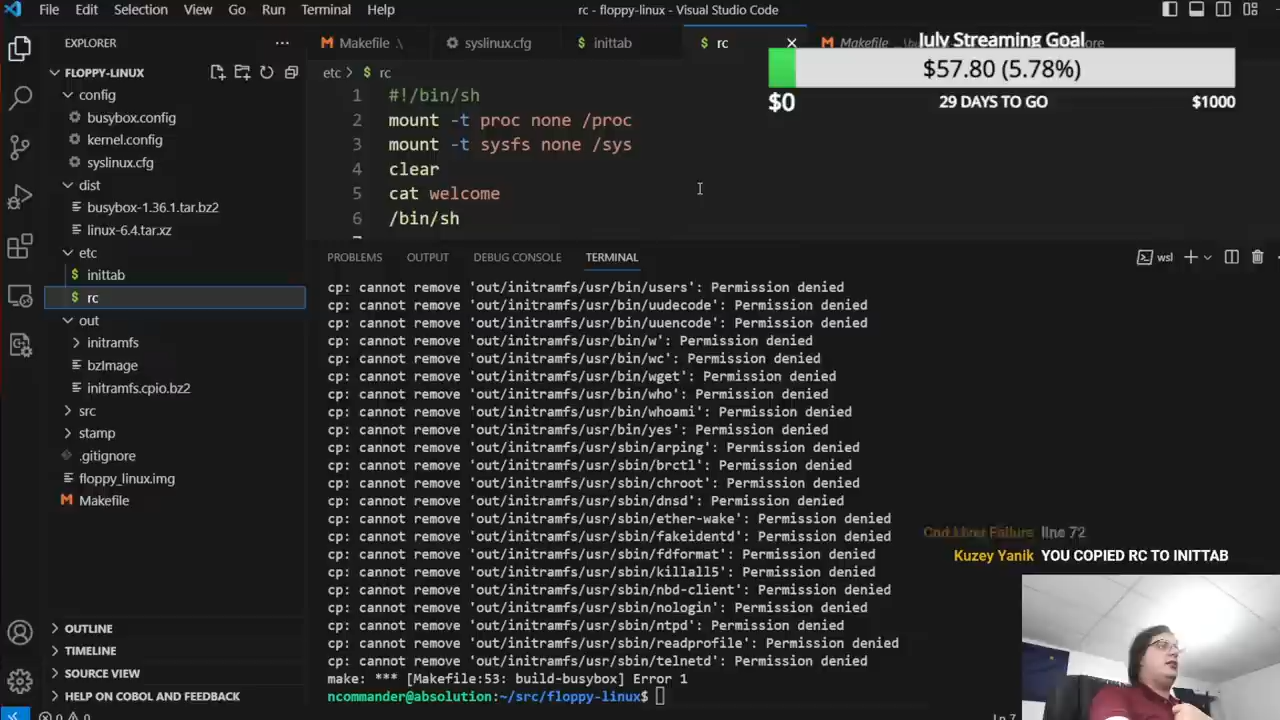 File Edit Selection View Go Run Terminal Help
rc - floppy-linux - Visual Studio Code
EXPLORER
Makefile .\
syslinux.cfg
inittab
rc
Makefile
July Streaming Goal
$57.80 (5.78%)
$0
29 DAYS TO GO
$1000
FLOPPY-LINUX
config
busybox.config
kernel.config
syslinux.cfg
dist
busybox-1.36.1.tar.bz2
linux-6.4.tar.xz
etc
inittab
rc
out
initramfs
bzImage
initramfs.cpio.bz2
src
stamp
.gitignore
floppy_linux.img
Makefile
OUTLINE
TIMELINE
SOURCE VIEW
HELP ON COBOL AND FEEDBACK
etc > rc
1 #!/bin/sh
2 mount -t proc none /proc
3 mount -t sysfs none /sys
4 clear
5 cat welcome
6 /bin/sh
PROBLEMS OUTPUT DEBUG CONSOLE TERMINAL
wsl
cp: cannot remove 'out/initramfs/usr/bin/users': Permission denied
cp: cannot remove 'out/initramfs/usr/bin/uudecode': Permission denied
cp: cannot remove 'out/initramfs/usr/bin/uuencode': Permission denied
cp: cannot remove 'out/initramfs/usr/bin/w': Permission denied
cp: cannot remove 'out/initramfs/usr/bin/wc': Permission denied
cp: cannot remove 'out/initramfs/usr/bin/wget': Permission denied
cp: cannot remove 'out/initramfs/usr/bin/who': Permission denied
cp: cannot remove 'out/initramfs/usr/bin/whoami': Permission denied
cp: cannot remove 'out/initramfs/usr/bin/yes': Permission denied
cp: cannot remove 'out/initramfs/usr/sbin/arping': Permission denied
cp: cannot remove 'out/initramfs/usr/sbin/brctl': Permission denied
cp: cannot remove 'out/initramfs/usr/sbin/chroot': Permission denied
cp: cannot remove 'out/initramfs/usr/sbin/dnsd': Permission denied
cp: cannot remove 'out/initramfs/usr/sbin/ether-wake': Permission denied
cp: cannot remove 'out/initramfs/usr/sbin/fakeidentd': Permission denied
cp: cannot remove 'out/initramfs/usr/sbin/fdformat': Permission denied
cp: cannot remove 'out/initramfs/usr/sbin/killall5': Permission denied
cp: cannot remove 'out/initramfs/usr/sbin/nbd-client': Permission denied
cp: cannot remove 'out/initramfs/usr/sbin/nologin': Permission denied
cp: cannot remove 'out/initramfs/usr/sbin/ntpd': Permission denied
cp: cannot remove 'out/initramfs/usr/sbin/readprofile': Permission denied
cp: cannot remove 'out/initramfs/usr/sbin/telnetd': Permission denied
make: *** [Makefile:53: build-busybox] Error 1
ncommander@absolution:~/src/floppy-linux$
line 72
Kuzey Yanik YOU COPIED RC TO INITTAB